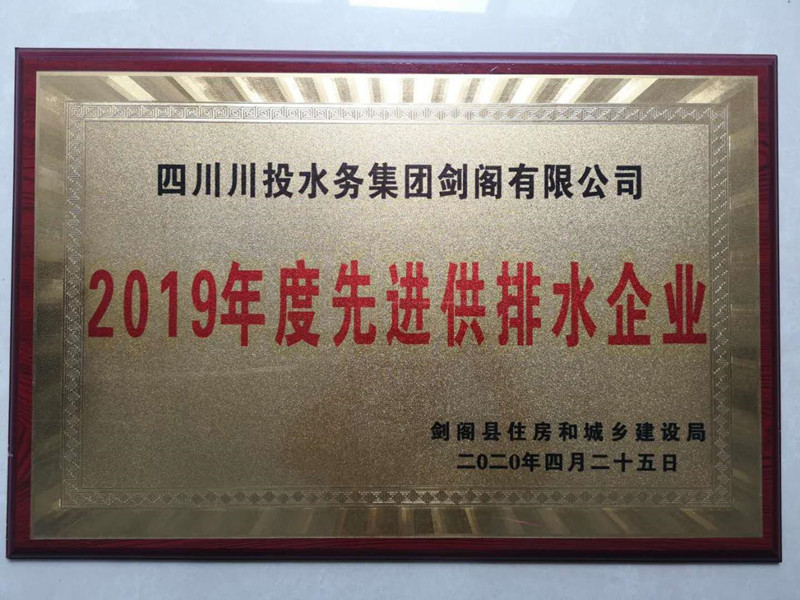 四川川投水务集团剑阁有限公司
2019年度先进供排水企业
剑阁县住房和城乡建设局
二〇二〇年四月二十五日